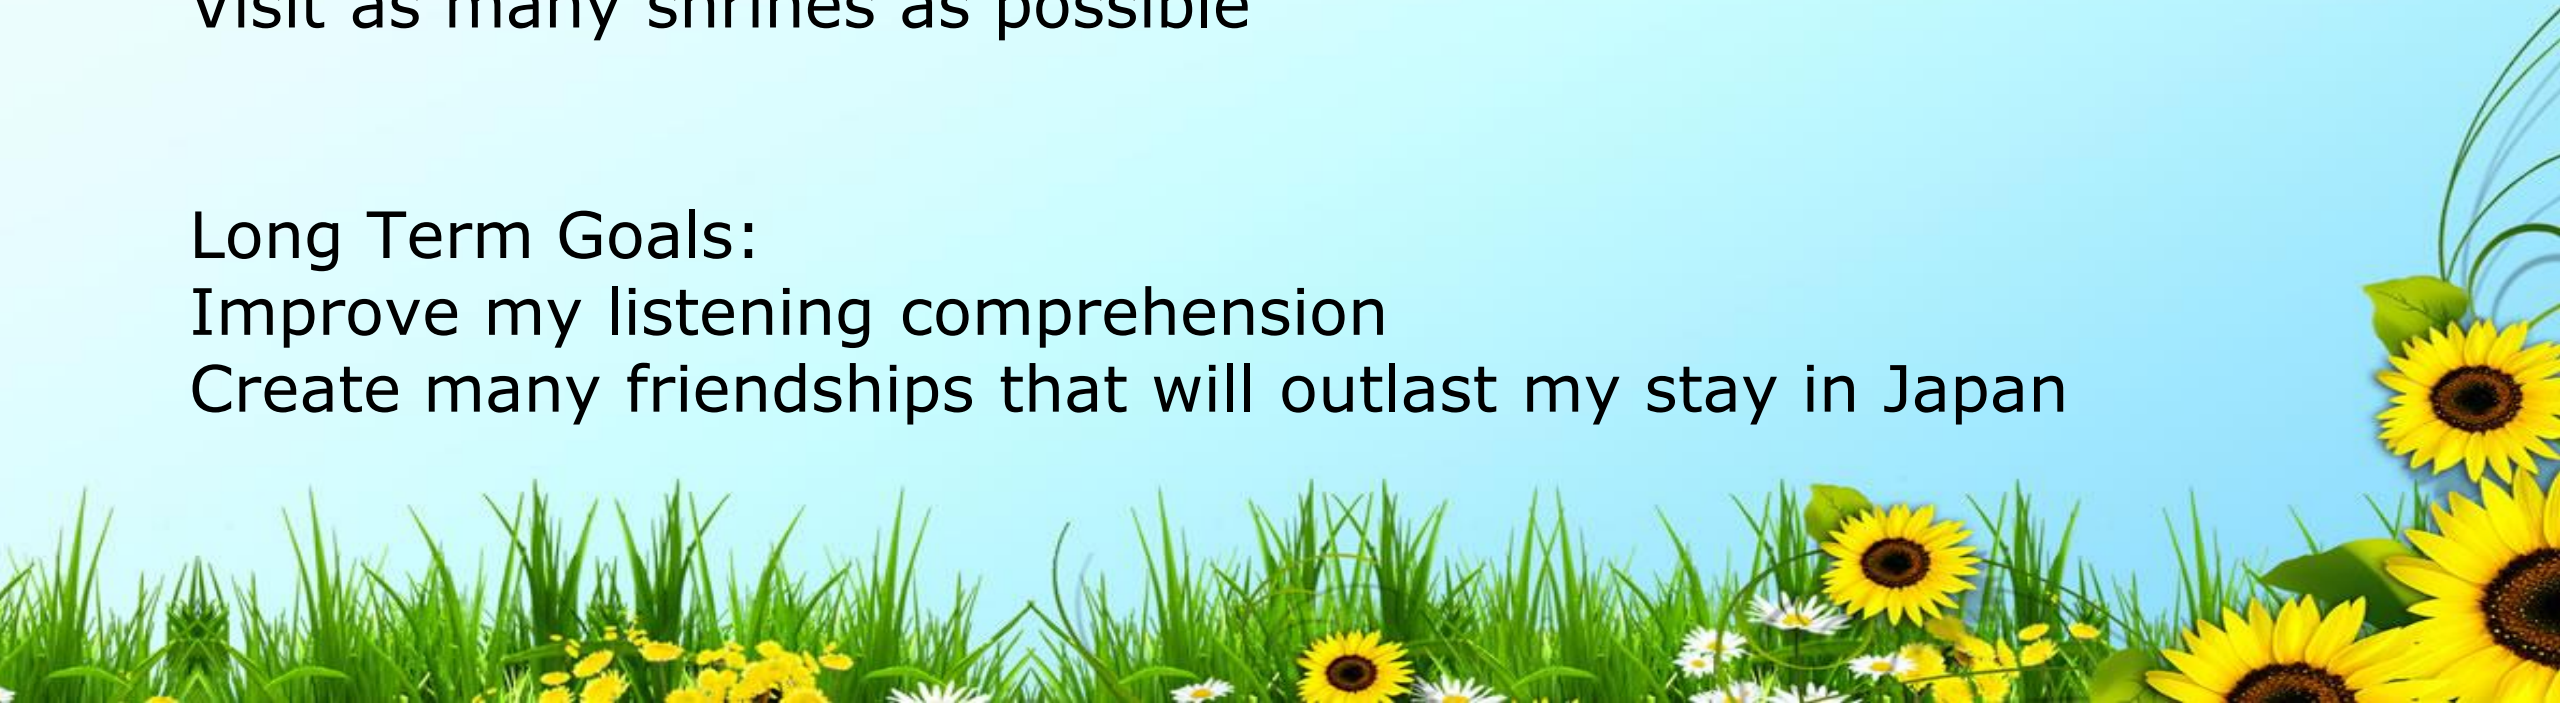 Visit as many shrines as possible
Long Term Goals:
Improve my listening comprehension
Create many friendships that will outlast my stay in Japan